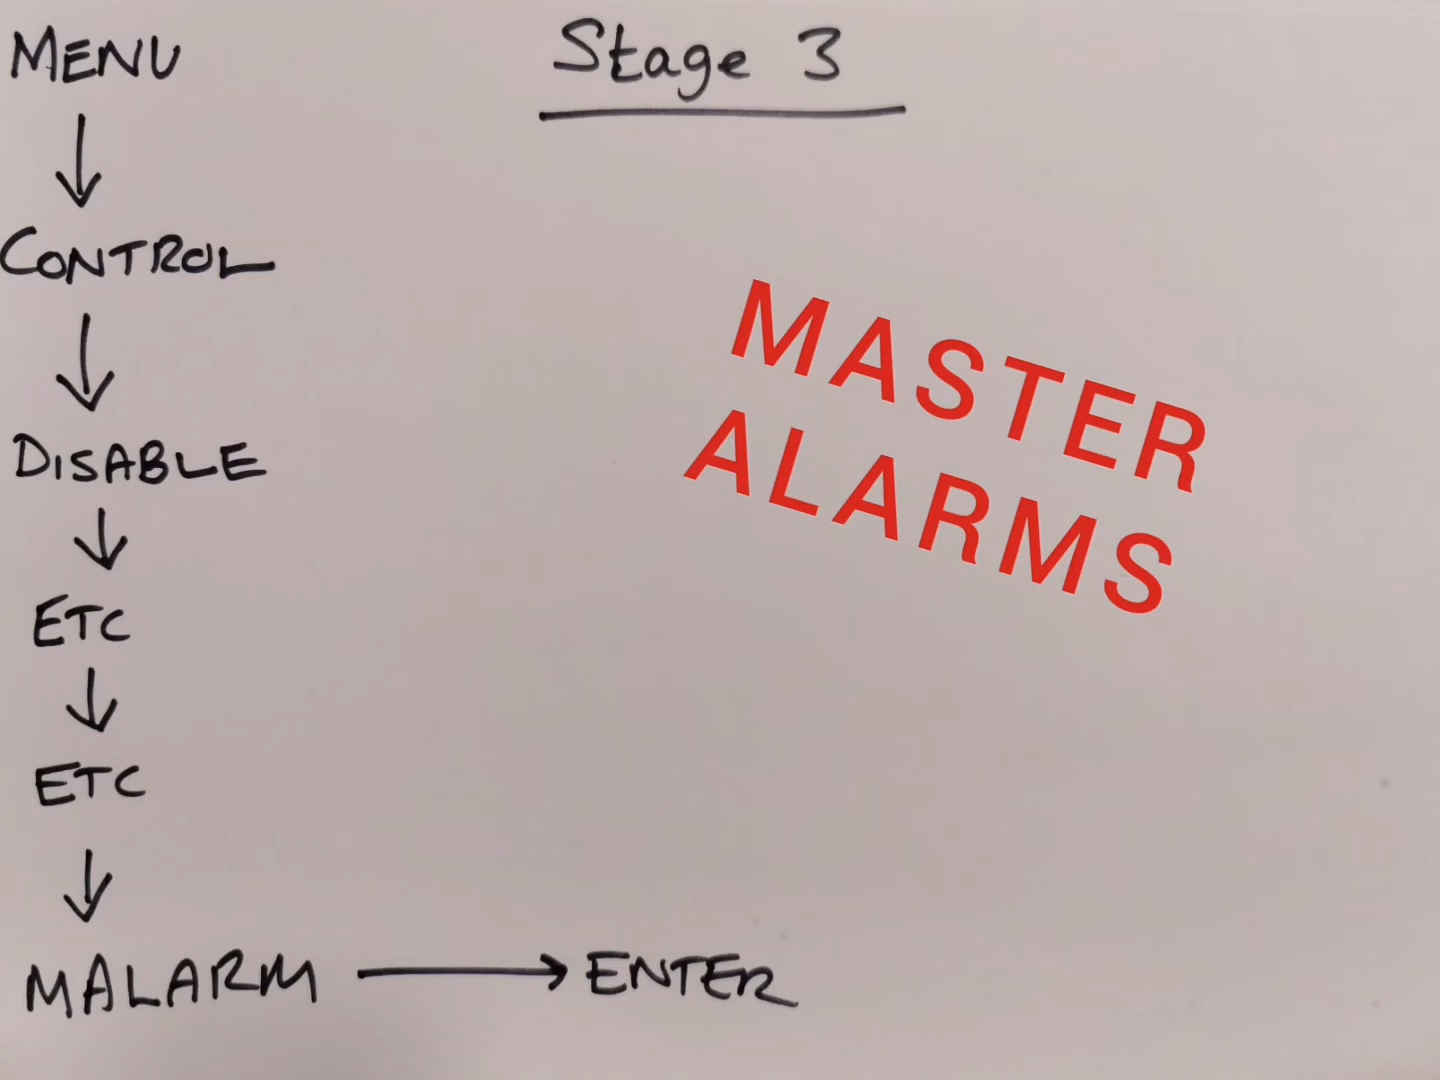 Stage 3
MENU
↓
CONTROL
↓
DISABLE
↓
ETC
↓
ETC
↓
MALARM → ENTER
MASTER
ALARMS